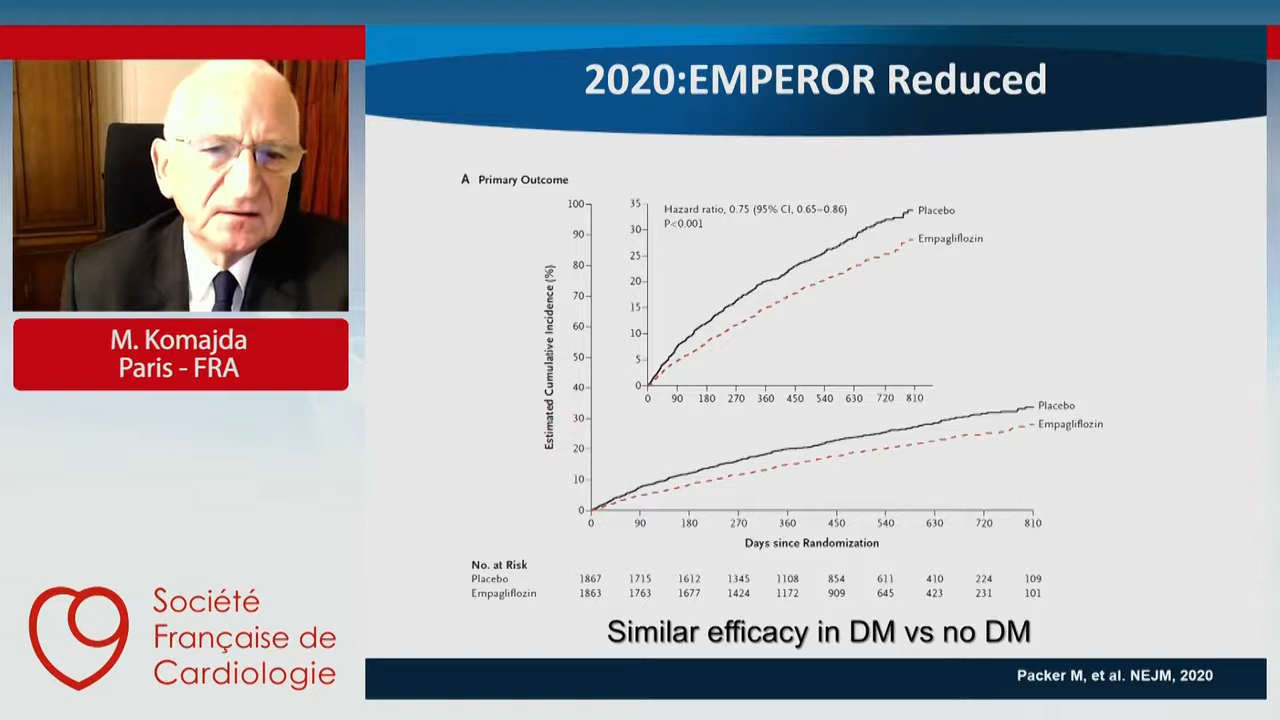 2020:EMPEROR Reduced
M. Komajda
Paris - FRA
Société
Française de
Cardiologie
A Primary Outcome
Estimated Cumulative Incidence (%)
100
90
80
70
60
50
40
30
20
10
0
35
30
25
20
15
10
5
0
Hazard ratio, 0.75 (95% CI, 0.65–0.86)
P<0.001
Placebo
Empagliflozin
0 90 180 270 360 450 540 630 720 810
Placebo
Empagliflozin
0 90 180 270 360 450 540 630 720 810
Days since Randomization
No. at Risk
Placebo 1867 1715 1612 1345 1108 854 611 410 224 109
Empagliflozin 1863 1763 1677 1424 1172 909 645 423 231 101
Similar efficacy in DM vs no DM
Packer M, et al. NEJM, 2020